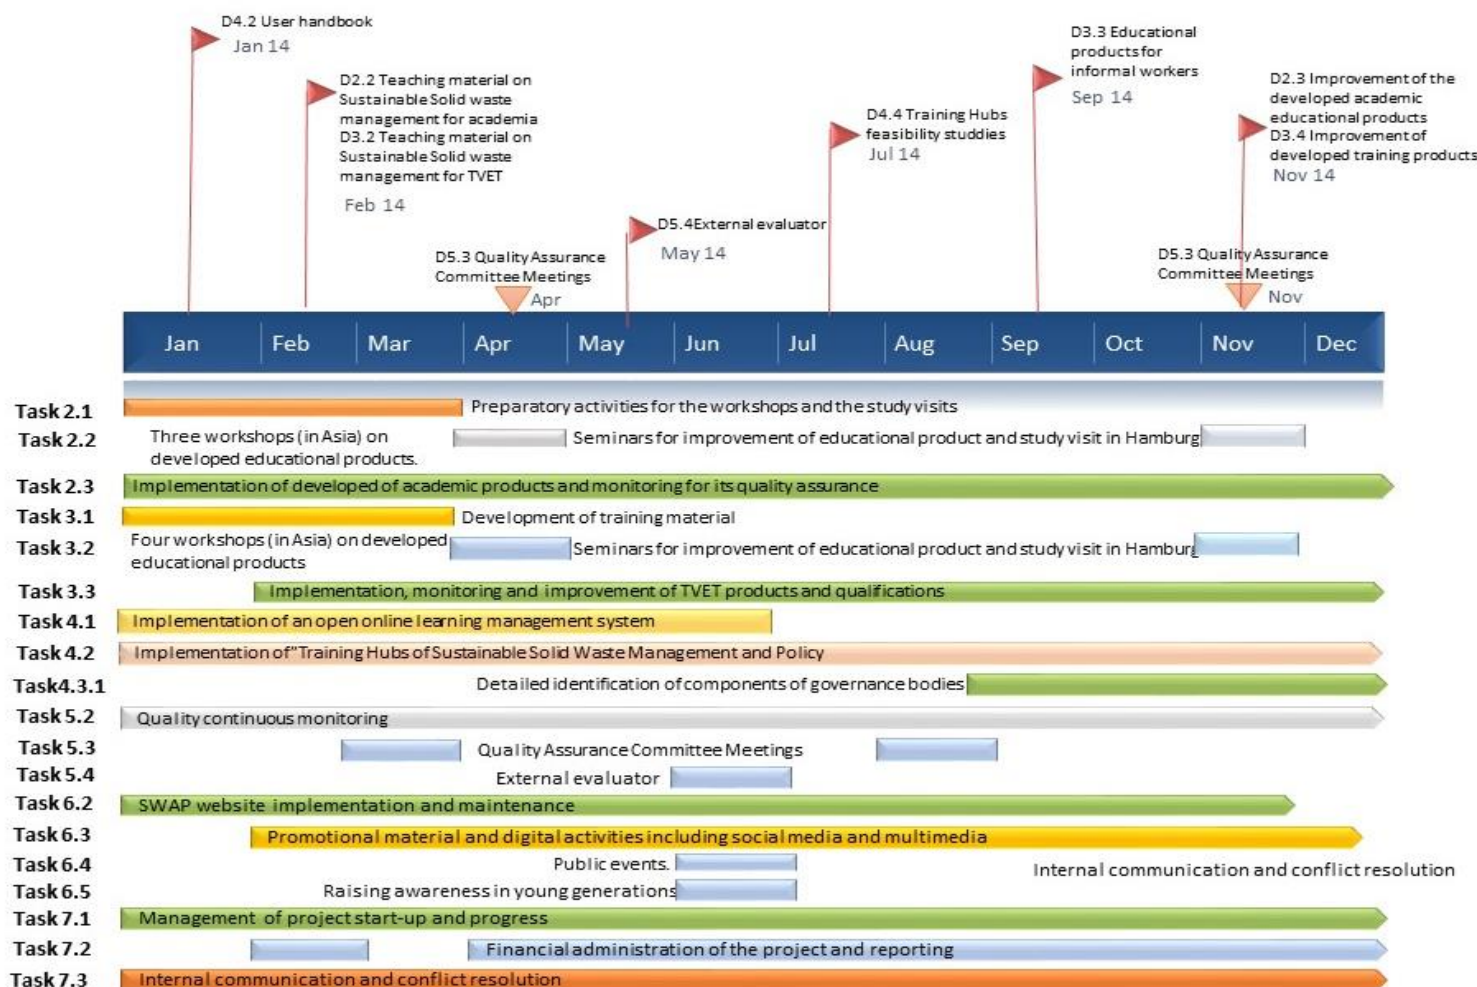 D4.2 User handbook
Jan 14
D2.2 Teaching material on
Sustainable Solid waste
management for academia
D3.2 Teaching material on
Sustainable Solid waste
management for TVET
Feb 14
D5.3 Quality Assurance
Committee Meetings
Apr
D5.4External evaluator
May 14
D4.4 Training Hubs
feasibility studdies
Jul 14
D3.3 Educational
products for
informal workers
Sep 14
D2.3 Improvement of the
developed academic
educational products
D3.4 Improvement of
developed training products
Nov 14
D5.3 Quality Assurance
Committee Meetings
Nov
Jan Feb Mar Apr May Jun Jul Aug Sep Oct Nov Dec
Task 2.1 Preparatory activities for the workshops and the study visits
Task 2.2 Three workshops (in Asia) on
developed educational products.
Seminars for improvement of educational product and study visit in Hamburg
Task 2.3 Implementation of developed of academic products and monitoring for its quality assurance
Task 3.1 Development of training material
Task 3.2 Four workshops (in Asia) on developed
educational products
Seminars for improvement of educational product and study visit in Hamburg
Task 3.3 Implementation, monitoring and improvement of TVET products and qualifications
Task 4.1 Implementation of an open online learning management system
Task 4.2 Implementation of"Training Hubs of Sustainable Solid Waste Management and Policy
Task4.3.1 Detailed identification of components of governance bodies
Task 5.2 Quality continuous monitoring
Task 5.3 Quality Assurance Committee Meetings
Task 5.4 External evaluator
Task 6.2 SWAP website implementation and maintenance
Task 6.3 Promotional material and digital activities including social media and multimedia
Task 6.4 Public events.
Internal communication and conflict resolution
Task 6.5 Raising awareness in young generations
Task 7.1 Management of project start-up and progress
Task 7.2 Financial administration of the project and reporting
Task 7.3 Internal communication and conflict resolution